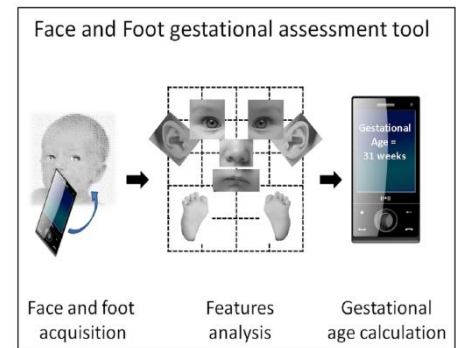 Face and Foot gestational assessment tool
Gestational
Age =
31 weeks
Face and foot
acquisition
Features
analysis
Gestational
age calculation